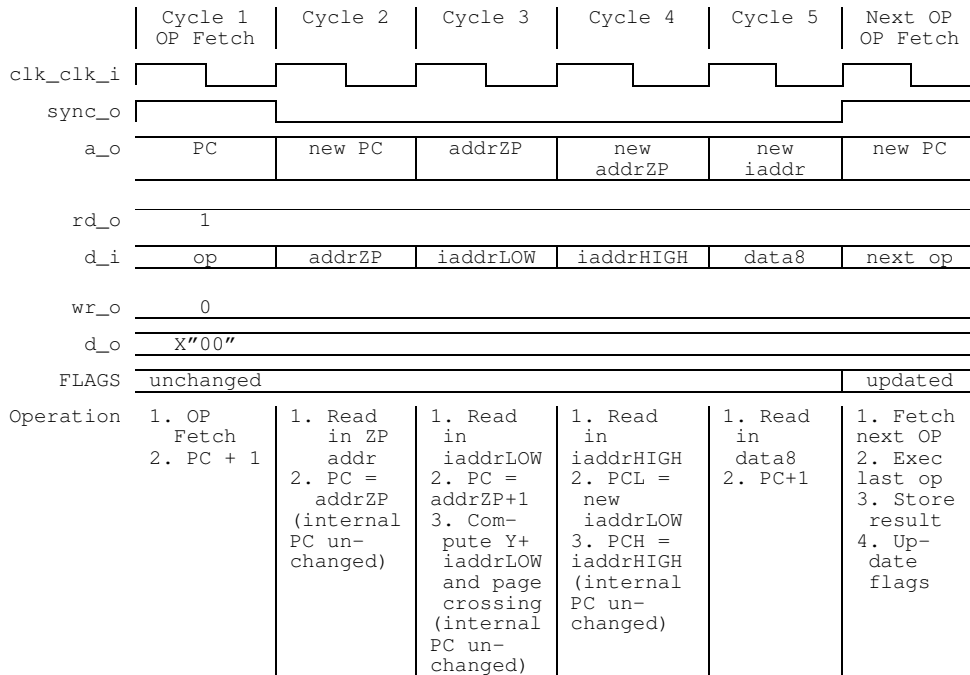 Cycle 1 Cycle 2 Cycle 3 Cycle 4 Cycle 5 Next OP
OP Fetch OP Fetch
clk_clk_i
sync_o
a_o PC new PC addrZP new new new PC
addrZP iaddr
rd_o 1
d_i op addrZP iaddrLOW iaddrHIGH data8 next op
wr_o 0
d_o X"00"
FLAGS unchanged updated
Operation 1. OP 1. Read 1. Read 1. Read 1. Read 1. Fetch
Fetch in ZP in in in next OP
2. PC + 1 addr iaddrLOW iaddrHIGH data8 2. Exec
2. PC = 2. PC = 2. PCL = 2. PC+1 last op
addrZP addrZP+1 new 3. Store
(internal 3. Com- iaddrLOW result
PC un- pute Y+ 3. PCH = 4. Up-
changed) iaddrLOW iaddrHIGH date
and page (internal flags
crossing PC un-
(internal changed)
PC un-
changed)